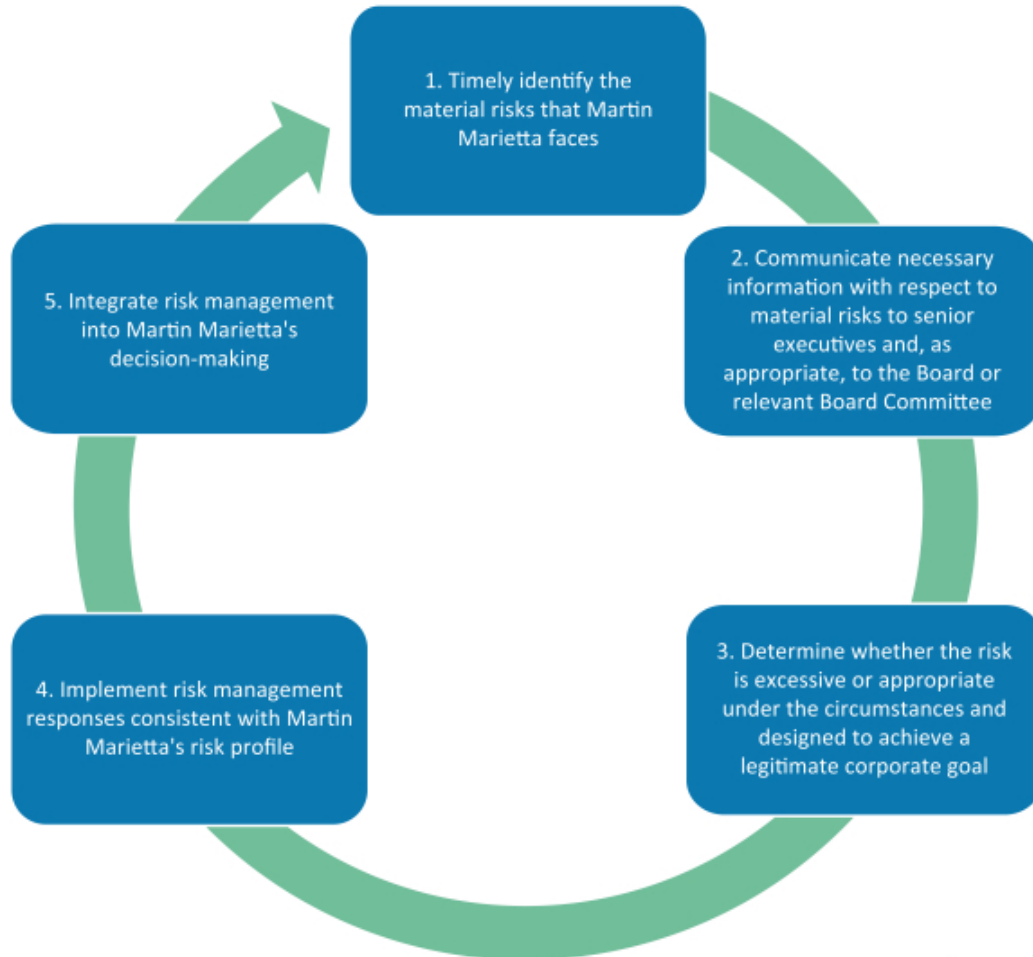 1. Timely identify the
material risks that Martin
Marietta faces
2. Communicate necessary
information with respect to
material risks to senior
executives and, as
appropriate, to the Board or
relevant Board Committee
3. Determine whether the risk
is excessive or appropriate
under the circumstances and
designed to achieve a
legitimate corporate goal
4. Implement risk management
responses consistent with Martin
Marietta's risk profile
5. Integrate risk management
into Martin Marietta's
decision-making